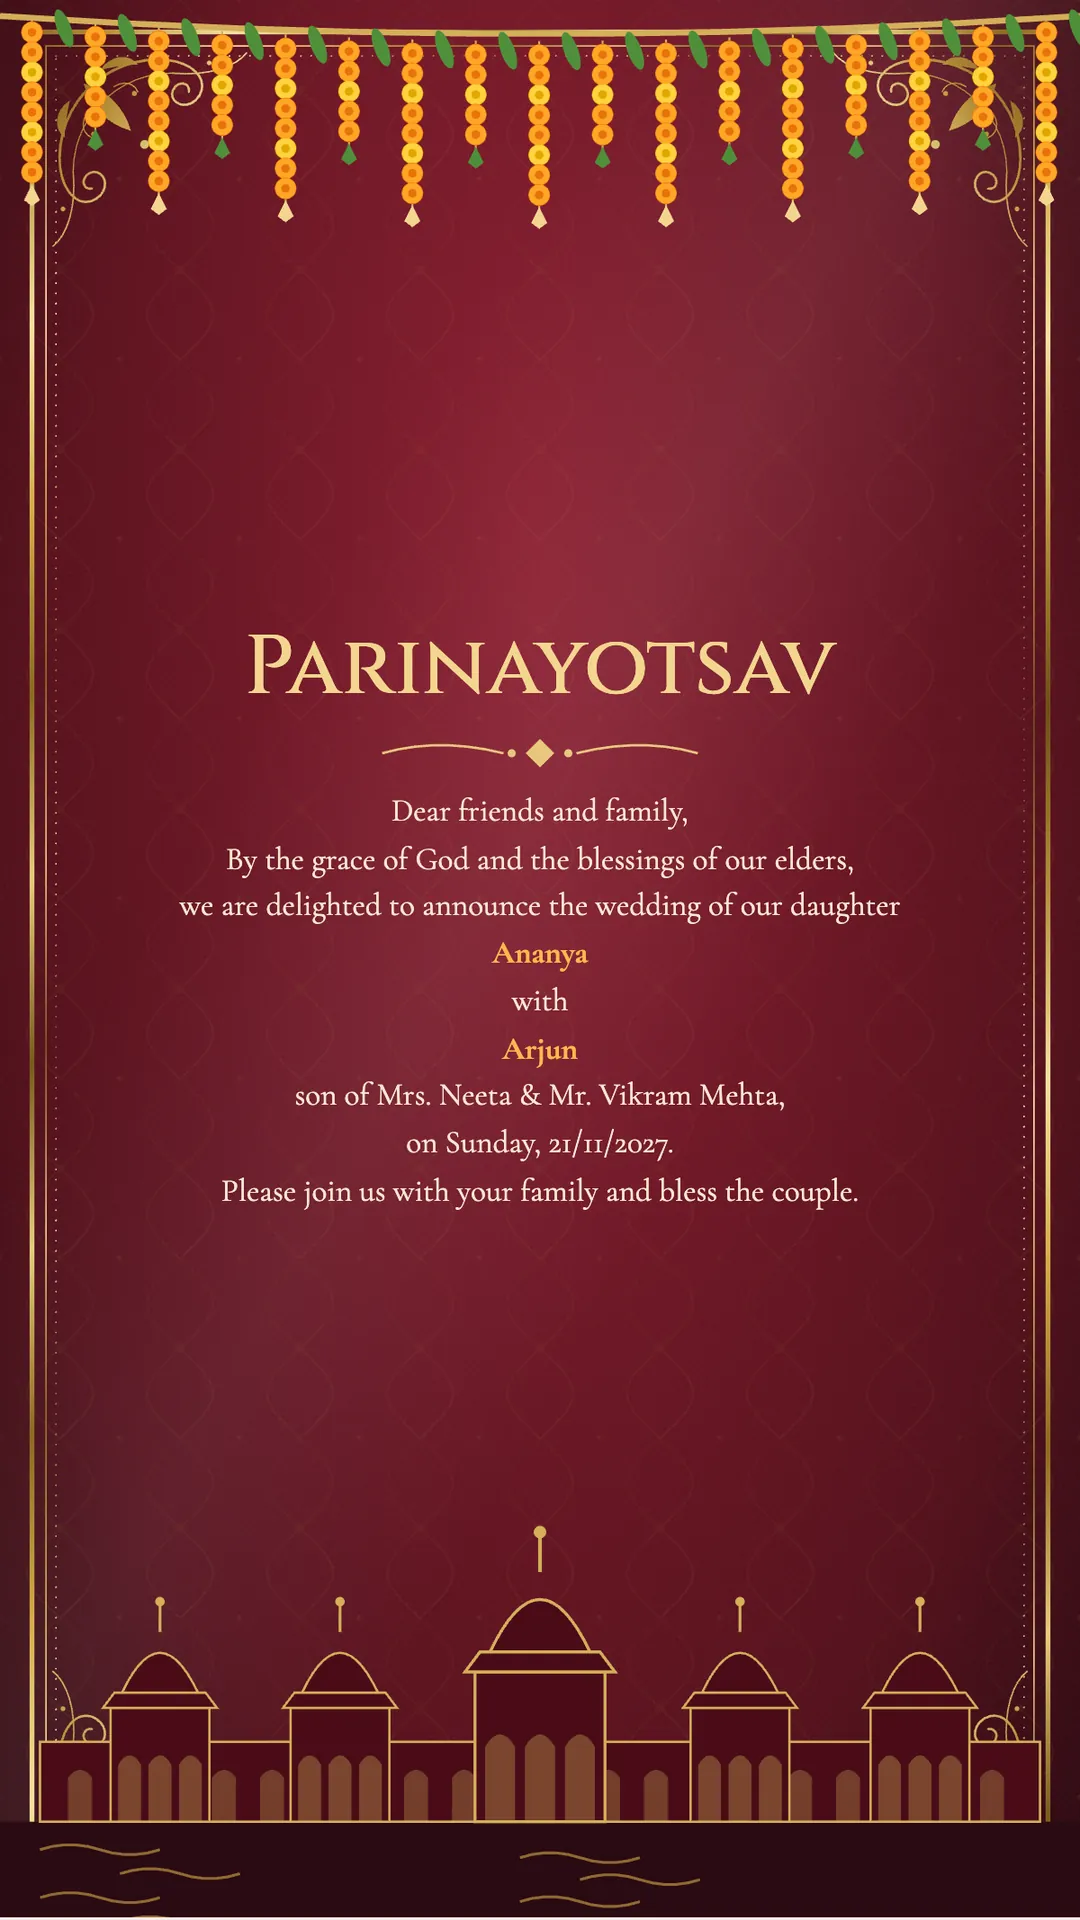 Parinayotsav
Dear friends and family,
By the grace of God and the blessings of our elders,
we are delighted to announce the wedding of our daughter
Ananya
with
Arjun
son of Mrs. Neeta & Mr. Vikram Mehta,
on Sunday, 21/11/2027.
Please join us with your family and bless the couple.